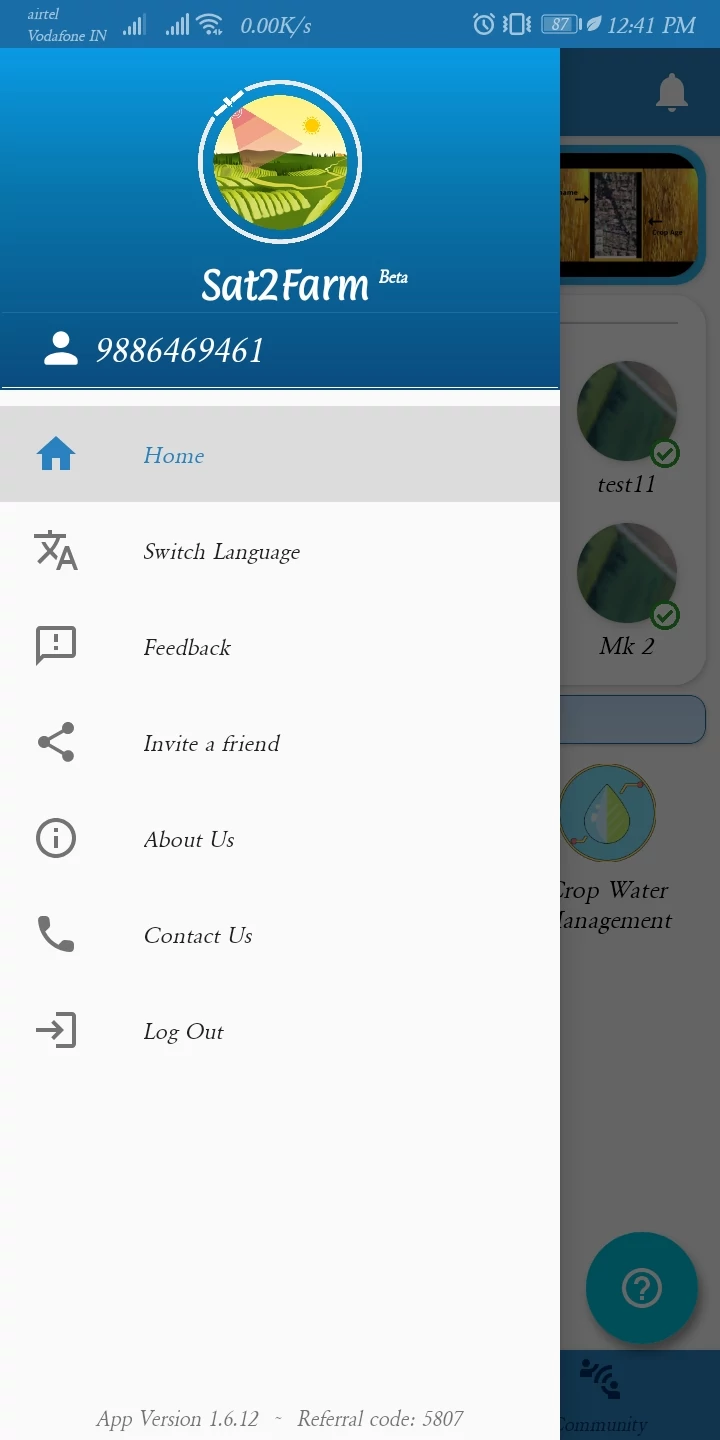 airtel
Vodafone IN
0.00K/s
87
12:41 PM
Sat2Farm Beta
9886469461
Home
Switch Language
Feedback
Invite a friend
About Us
Contact Us
Log Out
App Version 1.6.12 ~ Referral code: 5807
Crop Age
test11
Mk 2
Water
Community